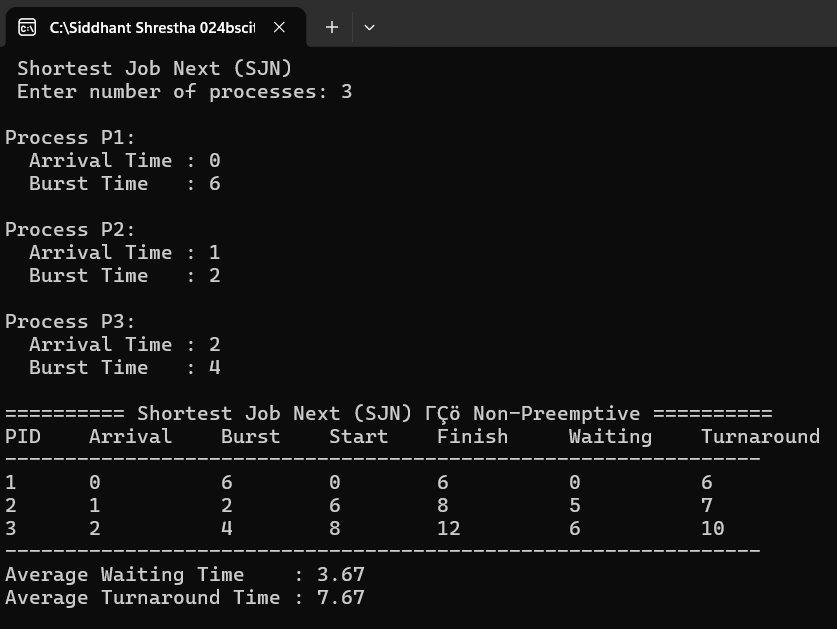 C:\Siddhant Shrestha 024bscit
Shortest Job Next (SJN)
Enter number of processes: 3
Process P1:
Arrival Time : 0
Burst Time   : 6
Process P2:
Arrival Time : 1
Burst Time   : 2
Process P3:
Arrival Time : 2
Burst Time   : 4
========== Shortest Job Next (SJN) ΓÇö Non-Preemptive ==========
PID    Arrival    Burst    Start    Finish     Waiting    Turnaround
---------------------------------------------------------------
1      0          6        0        6          0          6
2      1          2        6        8          5          7
3      2          4        8        12         6          10
---------------------------------------------------------------
Average Waiting Time    : 3.67
Average Turnaround Time : 7.67